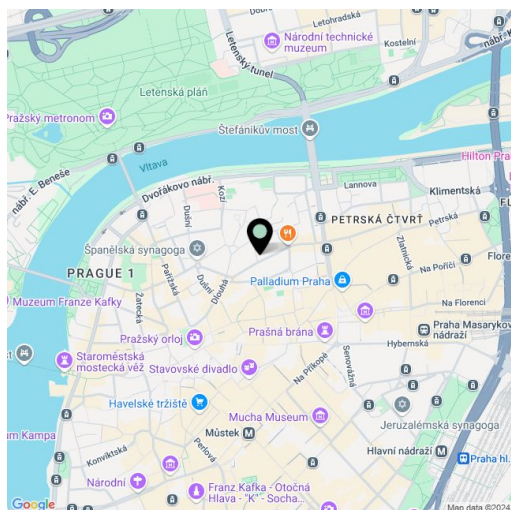 Letohradská
Národní technické
muzeum
Kostelní
Letenský tunel
nábř.
Letenská pláň
Pražský metronom
Štefánikův most
Vltava
Hilton Pra
nábř. E. Beneše
Dvořákovo nábř.
Kozí
Dušní
Lannova
Klimentská
PETRSKÁ ČTVRŤ
Petrská
Španělská synagoga
Zlatnická
Na Poříčí
PRAGUE 1
Pařížská
Dušní
Dlouhá
Palladium Praha
Muzeum Franze Kafky
Žatecká
Na Florenci
Prašná brána
Praha Masarykov
nádraží
Pražský orloj
Hybernská
Staroměstská
mostecká věž
Stavovské divadlo
Na Příkopě
Senovážná
Havelské tržiště
Mucha Museum
Jeruzalémská synagoga
Můstek
Perlová
Konviktská
Hlavní nádraží
Praha hl.
Národní
Franz Kafka - Otočná
Hlava - "K" - Socha...
Google
Map data ©2024